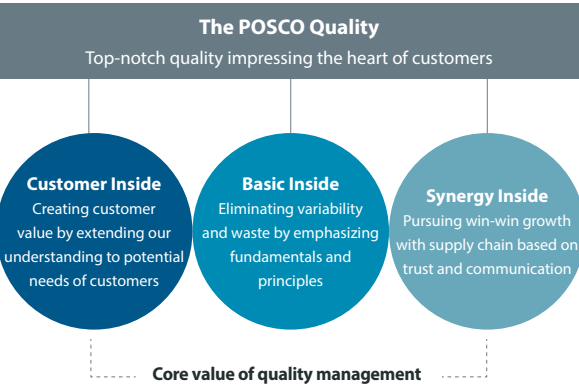 The POSCO Quality
Top-notch quality impressing the heart of customers
Customer Inside
Creating customer
value by extending our
understanding to potential
needs of customers
Basic Inside
Eliminating variability
and waste by emphasizing
fundamentals and
principles
Synergy Inside
Pursuing win-win growth
with supply chain based on
trust and communication
Core value of quality management